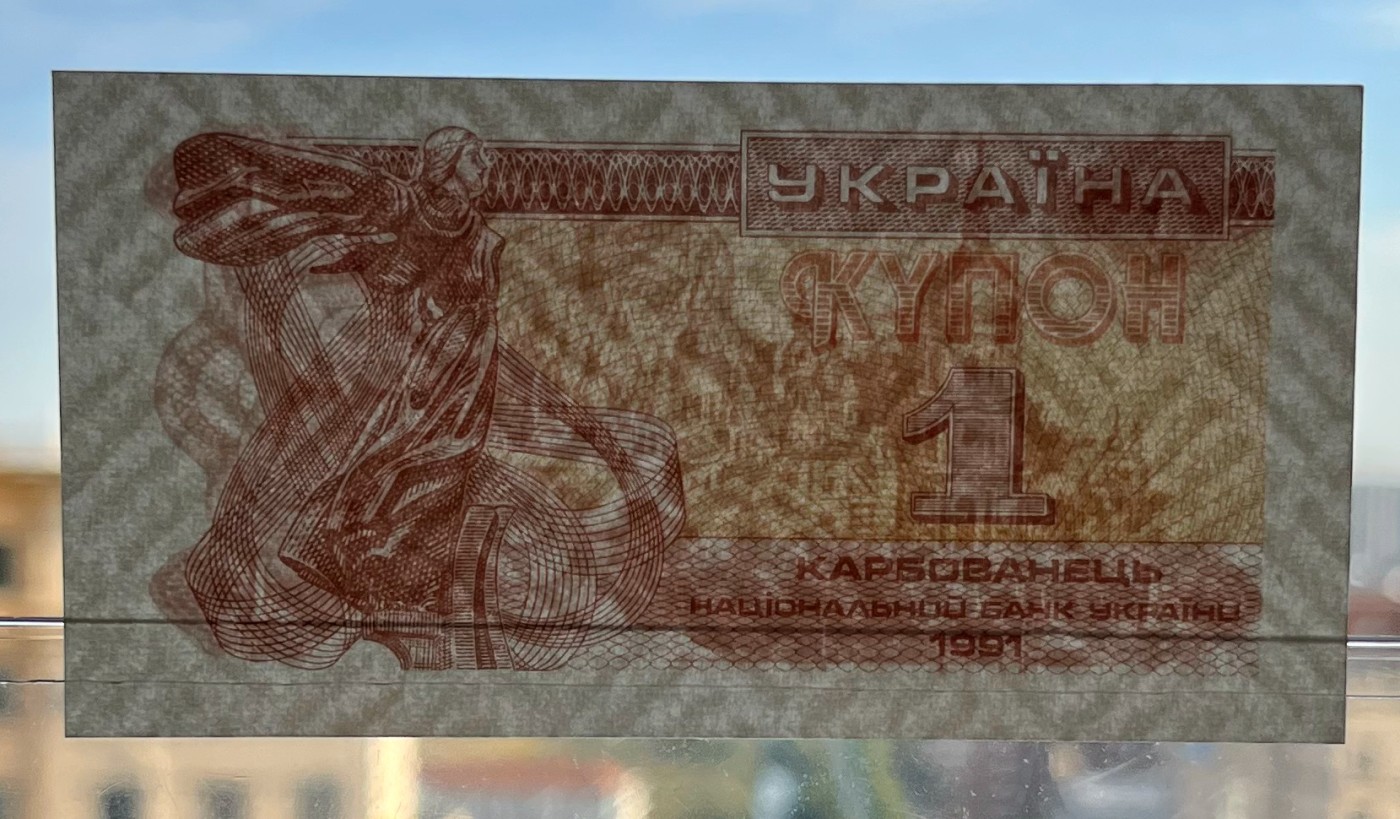 УКРАЇНА
КУПОН
1
КАРБОВАНЕЦЬ
НАЦІОНАЛЬНИЙ БАНК УКРАЇНИ
1991